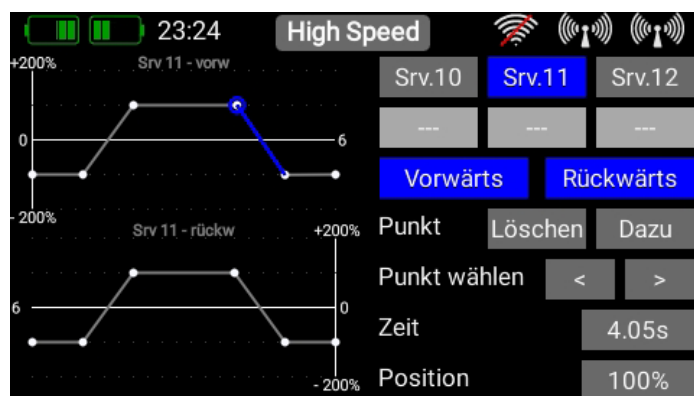 23:24 High Speed
+200% Srv 11 - vorw
0 6
- 200%
Srv 11 - rückw +200%
6 0
- 200%
Srv.10 Srv.11 Srv.12
--- --- ---
Vorwärts Rückwärts
Punkt Löschen Dazu
Punkt wählen < >
Zeit 4.05s
Position 100%